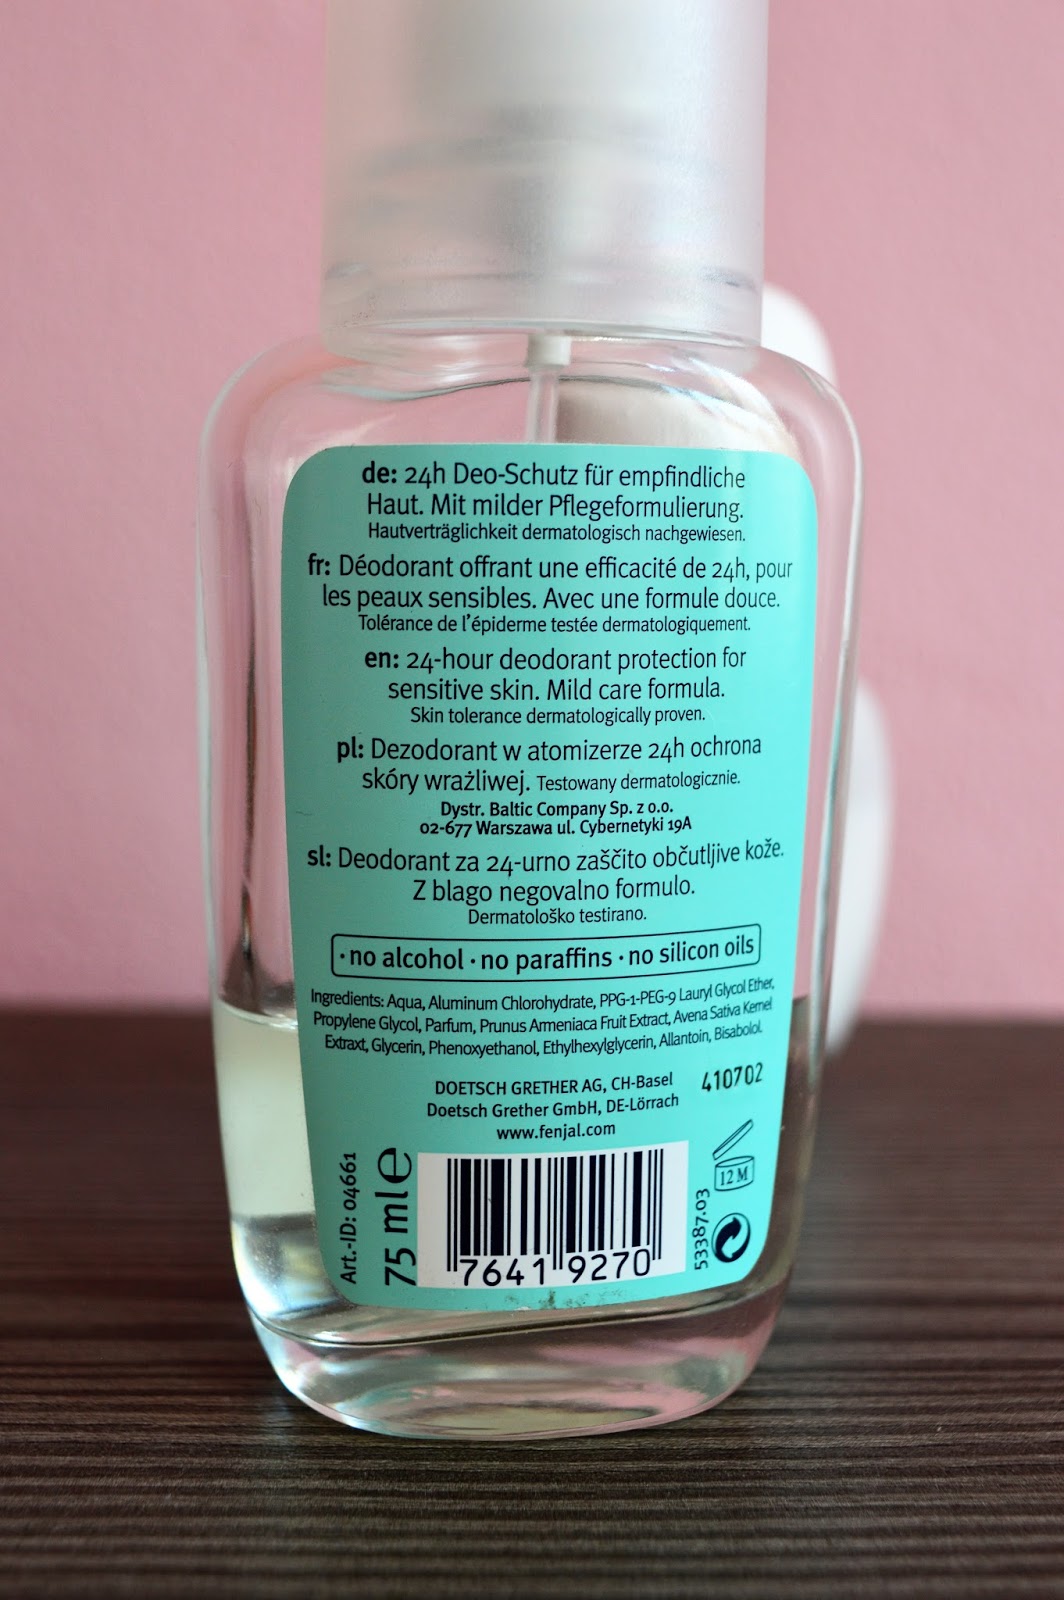 de: 24h Deo-Schutz für empfindliche
Haut. Mit milder Pflegeformulierung.
Hautverträglichkeit dermatologisch nachgewiesen.
fr: Déodorant offrant une efficacité de 24h, pour
les peaux sensibles. Avec une formule douce.
Tolérance de l'épiderme testée dermatologiquement.
en: 24-hour deodorant protection for
sensitive skin. Mild care formula.
Skin tolerance dermatologically proven.
pl: Dezodorant w atomizerze 24h ochrona
skóry wrażliwej. Testowany dermatologicznie.
Dystr. Baltic Company Sp. z o.o.
02-677 Warszawa ul. Cybernetyki 19A
sl: Deodorant za 24-urno zaščito občutljive kože.
Z blago negovalno formulo.
Dermatološko testirano.
· no alcohol · no paraffins · no silicon oils
Ingredients: Aqua, Aluminum Chlorohydrate, PPG-1-PEG-9 Lauryl Glycol Ether,
Propylene Glycol, Parfum, Prunus Armeniaca Fruit Extract, Avena Sativa Kernel
Extraxt, Glycerin, Phenoxyethanol, Ethylhexylglycerin, Allantoin, Bisabolol.
DOETSCH GRETHER AG, CH-Basel
Doetsch Grether GmbH, DE-Lörrach
www.fenjal.com
410702
Art.-ID: 04661
75 ml e
7641 9270
53387.03
12 M